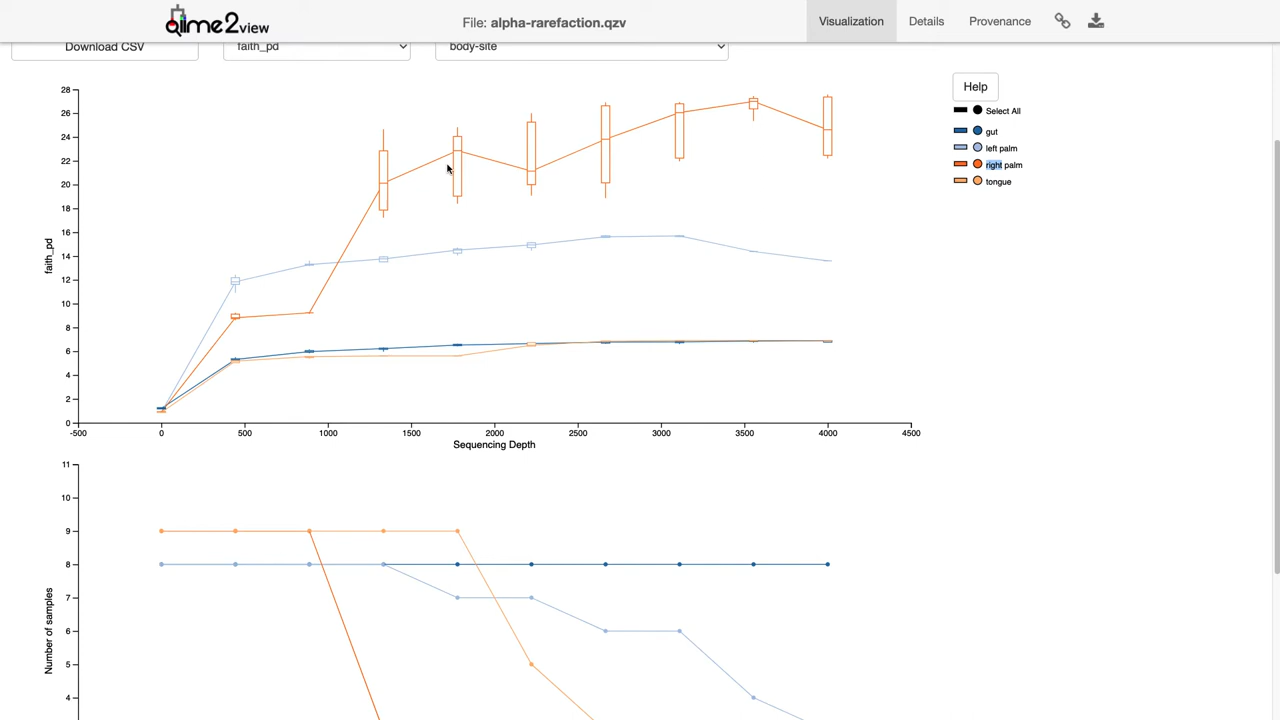 qiime2view
File: alpha-rarefaction.qzv
Visualization
Details
Provenance
Download CSV
faith_pd
body-site
Help
Select All
gut
left palm
right palm
tongue
28
26
24
22
20
18
16
14
12
10
8
6
4
2
0
faith_pd
-500
0
500
1000
1500
2000
2500
3000
3500
4000
4500
Sequencing Depth
11
10
9
8
7
6
5
4
Number of samples